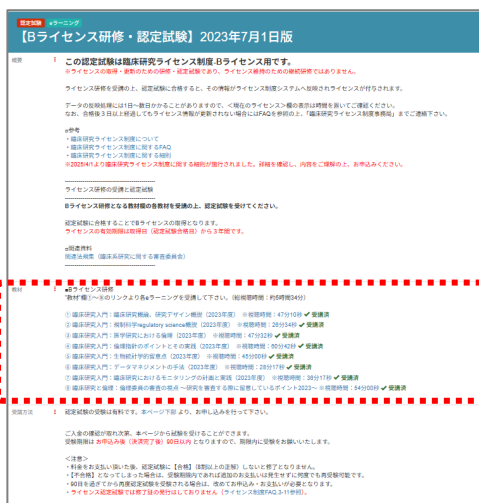 認定試験 eラーニング
【Bライセンス研修・認定試験】2023年7月1日版
概要 : この認定試験は臨床研究ライセンス制度-Bライセンス用です。
※ライセンスの取得・更新のための研修・認定試験であり、ライセンス維持のための継続研修ではありません。
ライセンス研修を受講の上、認定試験に合格すると、その情報がライセンス制度システムへ反映されライセンスが付与されます。
データの反映処理には1日～数日かかることがありますので、<現在のライセンス>欄の表示は時間を置いてご確認ください。
なお、合格後3日以上経過してもライセンス情報が更新されない場合にはFAQを参照の上、「臨床研究ライセンス制度事務局」までご連絡下さい。
■参考
・臨床研究ライセンス制度について
・臨床研究ライセンス制度に関するFAQ
・臨床研究ライセンス制度に関する細則
※2025/4/1より臨床研究ライセンス制度に関する細則が施行されました。詳細を確認し、内容をご理解の上、お申込みください。
------------------------------
ライセンス研修の受講と認定試験
------------------------------
Bライセンス研修となる教材欄の各教材を受講の上、認定試験を受けてください。
認定試験に合格することでBライセンスの取得となります。
ライセンスの有効期限は取得日（認定試験合格日）から3年間です。
■関連資料
関連法規集（臨床系研究に関する審査委員会）
------------------------------
教材 : ■Bライセンス研修
"教材"欄①～⑧のリンクより各eラーニングを受講して下さい。（総視聴時間：約5時間34分）
①臨床研究入門：臨床研究概論、研究デザイン概説（2023年度） ※視聴時間：47分10秒 ✔受講済
②臨床研究入門：規制科学regulatory science概説（2023年度） ※視聴時間：28分34秒 ✔受講済
③臨床研究入門：医学研究における倫理（2023年度） ※視聴時間：47分32秒 ✔受講済
④臨床研究入門：倫理指針のポイントとその実践（2023年度） ※視聴時間：60分42秒 ✔受講済
⑤臨床研究入門：生物統計学的留意点（2023年度） ※視聴時間：45分00秒 ✔受講済
⑥臨床研究入門：データマネジメントの手法（2023年度） ※視聴時間：28分17秒 ✔受講済
⑦臨床研究入門：臨床研究におけるモニタリングの計画と実践（2023年度） ※視聴時間：38分17秒 ✔受講済
⑧臨床研究と倫理：倫理委員の審査の視点 ～研究を審査する際に留意しているポイント2023～ ※視聴時間：54分00秒 ✔受講済
受講方法 : 認定試験の受験は有料です。本ページ下部 より、お申し込みを行って下さい。
ご入金の確認が取れ次第、本ページから試験を受けることができます。
受験期限は お申込み後（決済完了後）90日以内 となりますので、期限内に受験をお願いいたします。
<注意>
・料金をお支払い頂いた後、認定試験に【合格】（8割以上の正解）しないと修了となりません。
・【不合格】となってしまった場合は、受験期限内であれば追加のお支払いは発生せずに何度でも再受験可能です。
・90日を過ぎてから再度認定試験を受験される場合は、改めてお申込み・お支払いが必要となります。
・ライセンス認定試験では修了証の発行はしておりません（ライセンス制度FAQ 3-11参照）。